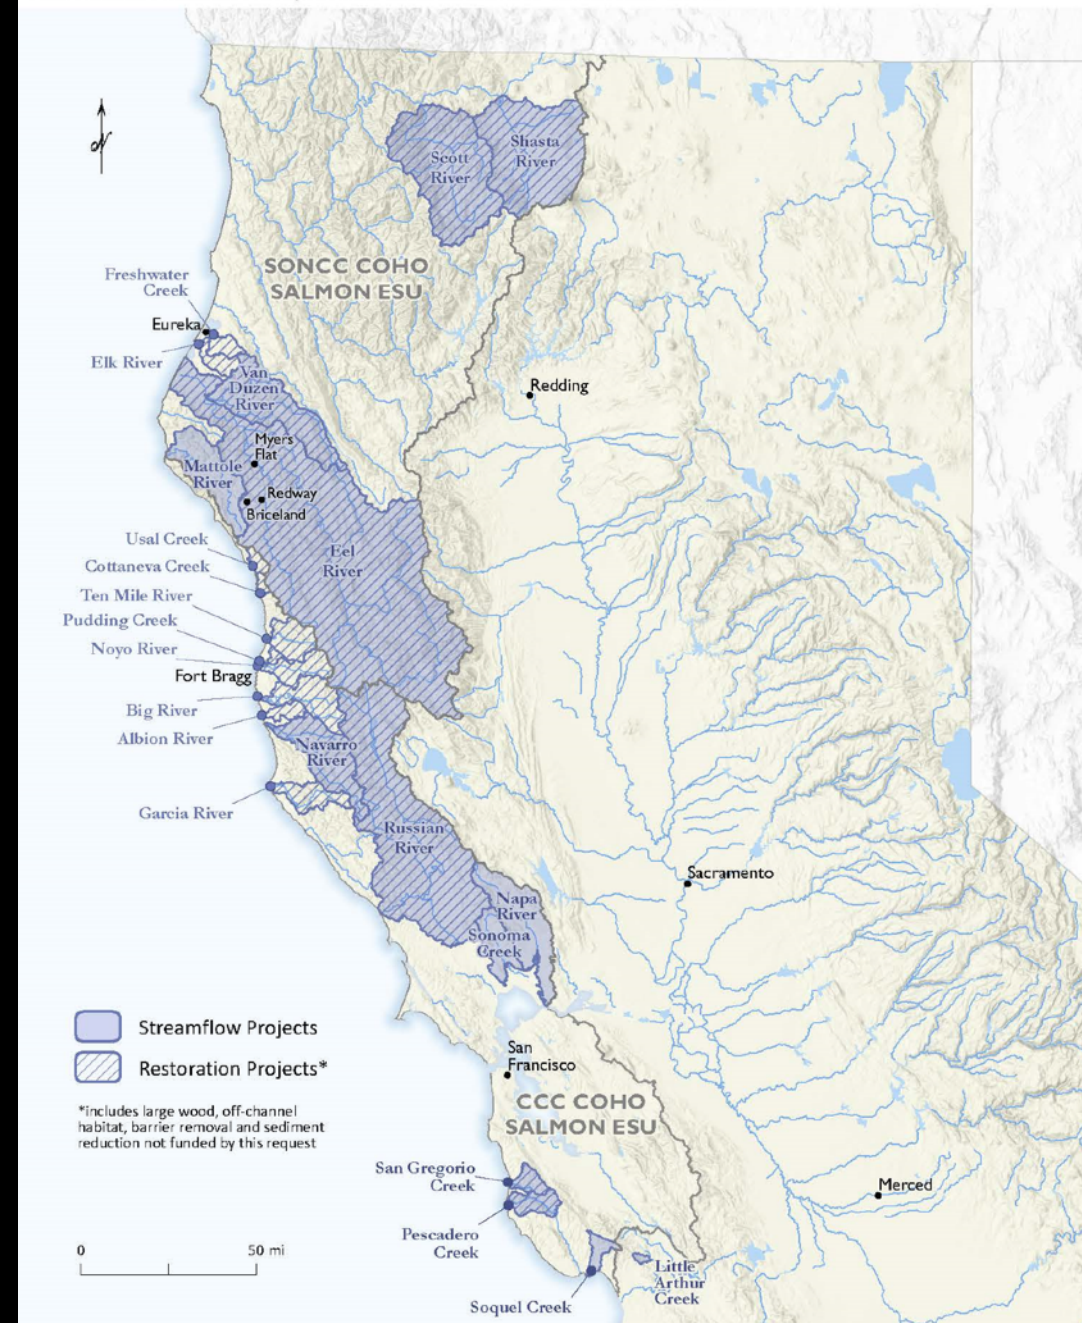 N
Scott
River
Shasta
River
SONCC COHO
SALMON ESU
Freshwater
Creek
Eureka
Elk River
Van
Duzen
River
Redding
Myers
Flat
Mattole
River
Redway
Briceland
Usal Creek
Cottaneva Creek
Eel
River
Ten Mile River
Pudding Creek
Noyo River
Fort Bragg
Big River
Albion River
Navarro
River
Garcia River
Russian
River
Sacramento
Napa
River
Sonoma
Creek
Streamflow Projects
Restoration Projects*
*includes large wood, off-channel
habitat, barrier removal and sediment
reduction not funded by this request
San
Francisco
CCC COHO
SALMON ESU
San Gregorio
Creek
Merced
Pescadero
Creek
0 50 mi
Little
Arthur
Creek
Soquel Creek